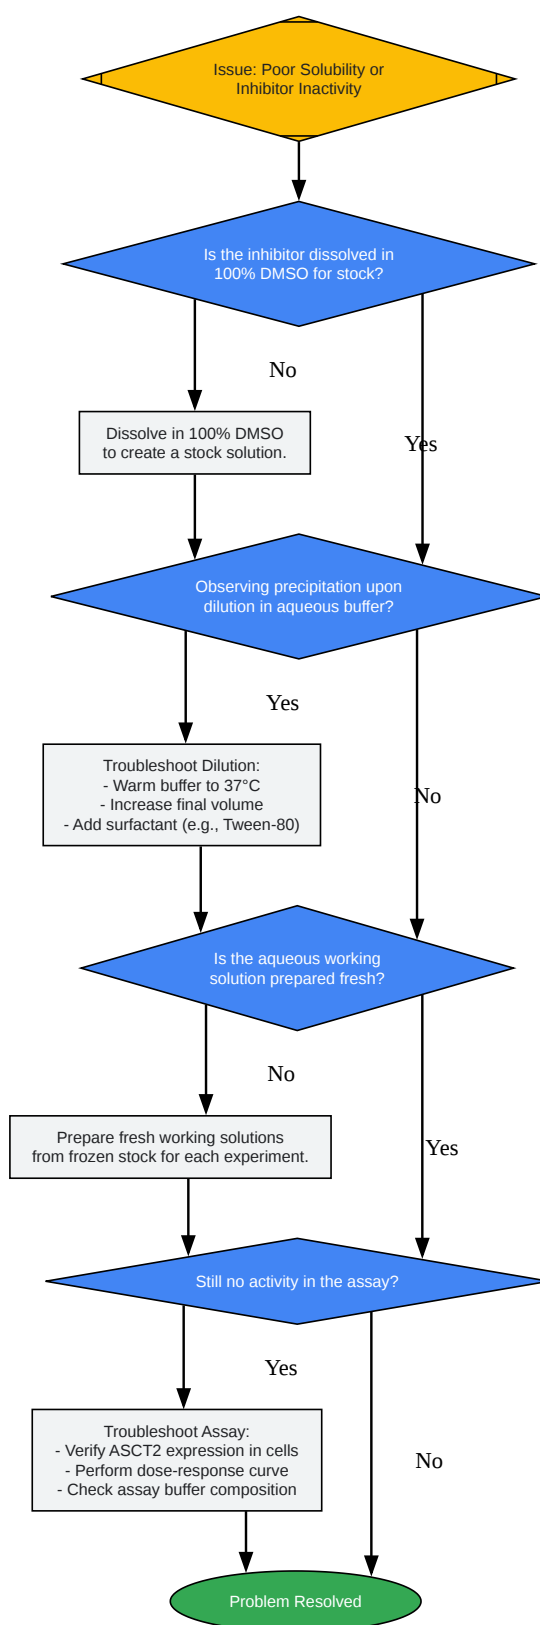 Issue: Poor Solubility or
Inhibitor Inactivity
Is the inhibitor dissolved in
100% DMSO for stock?
No
Dissolve in 100% DMSO
to create a stock solution.
Yes
Observing precipitation upon
dilution in aqueous buffer?
Yes
Troubleshoot Dilution:
- Warm buffer to 37°C
- Increase final volume
- Add surfactant (e.g., Tween-80)
No
Is the aqueous working
solution prepared fresh?
No
Prepare fresh working solutions
from frozen stock for each experiment.
Yes
Still no activity in the assay?
Yes
Troubleshoot Assay:
- Verify ASCT2 expression in cells
- Perform dose-response curve
- Check assay buffer composition
No
Problem Resolved